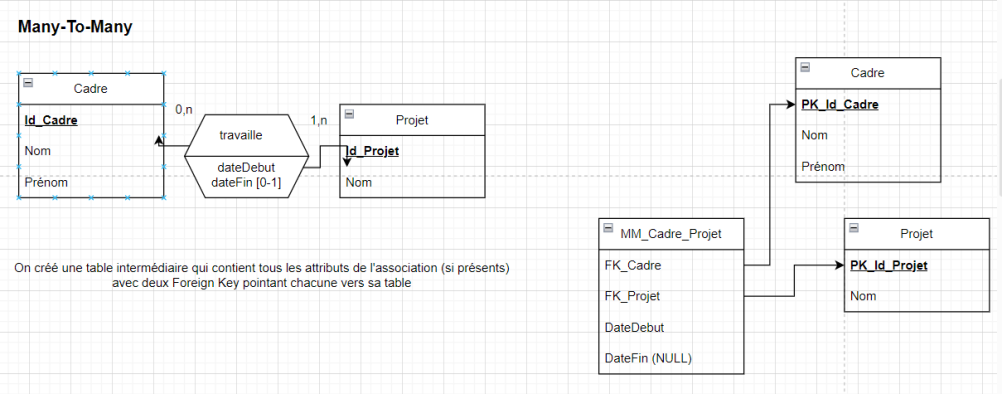 Many-To-Many
Cadre
Id_Cadre
Nom
Prénom
0,n
travaille
dateDebut
dateFin [0-1]
1,n
Projet
Id_Projet
Nom
On créé une table intermédiaire qui contient tous les attributs de l'association (si présents)
avec deux Foreign Key pointant chacune vers sa table
Cadre
PK_Id_Cadre
Nom
Prénom
MM_Cadre_Projet
FK_Cadre
FK_Projet
DateDebut
DateFin (NULL)
Projet
PK_Id_Projet
Nom